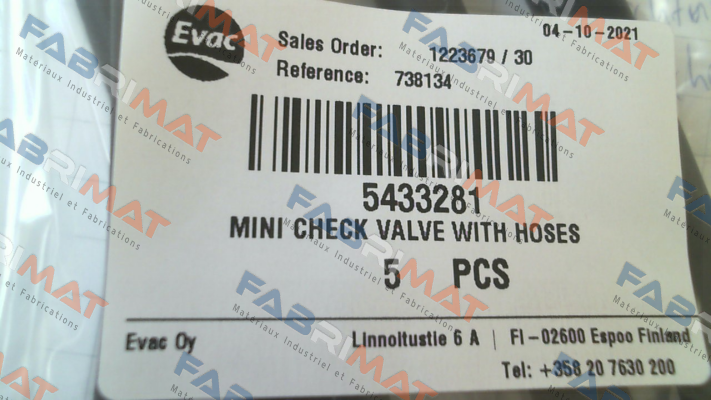 Evac
04-10-2021
Sales Order: 1223679 / 30
Reference: 738134
5433281
MINI CHECK VALVE WITH HOSES
5 PCS
Evac Oy Linnoitustie 6 A | FI-02600 Espoo Finland
Tel: +358 20 7630 200
FABRIMAT
Materiaux Industriel et Fabrications